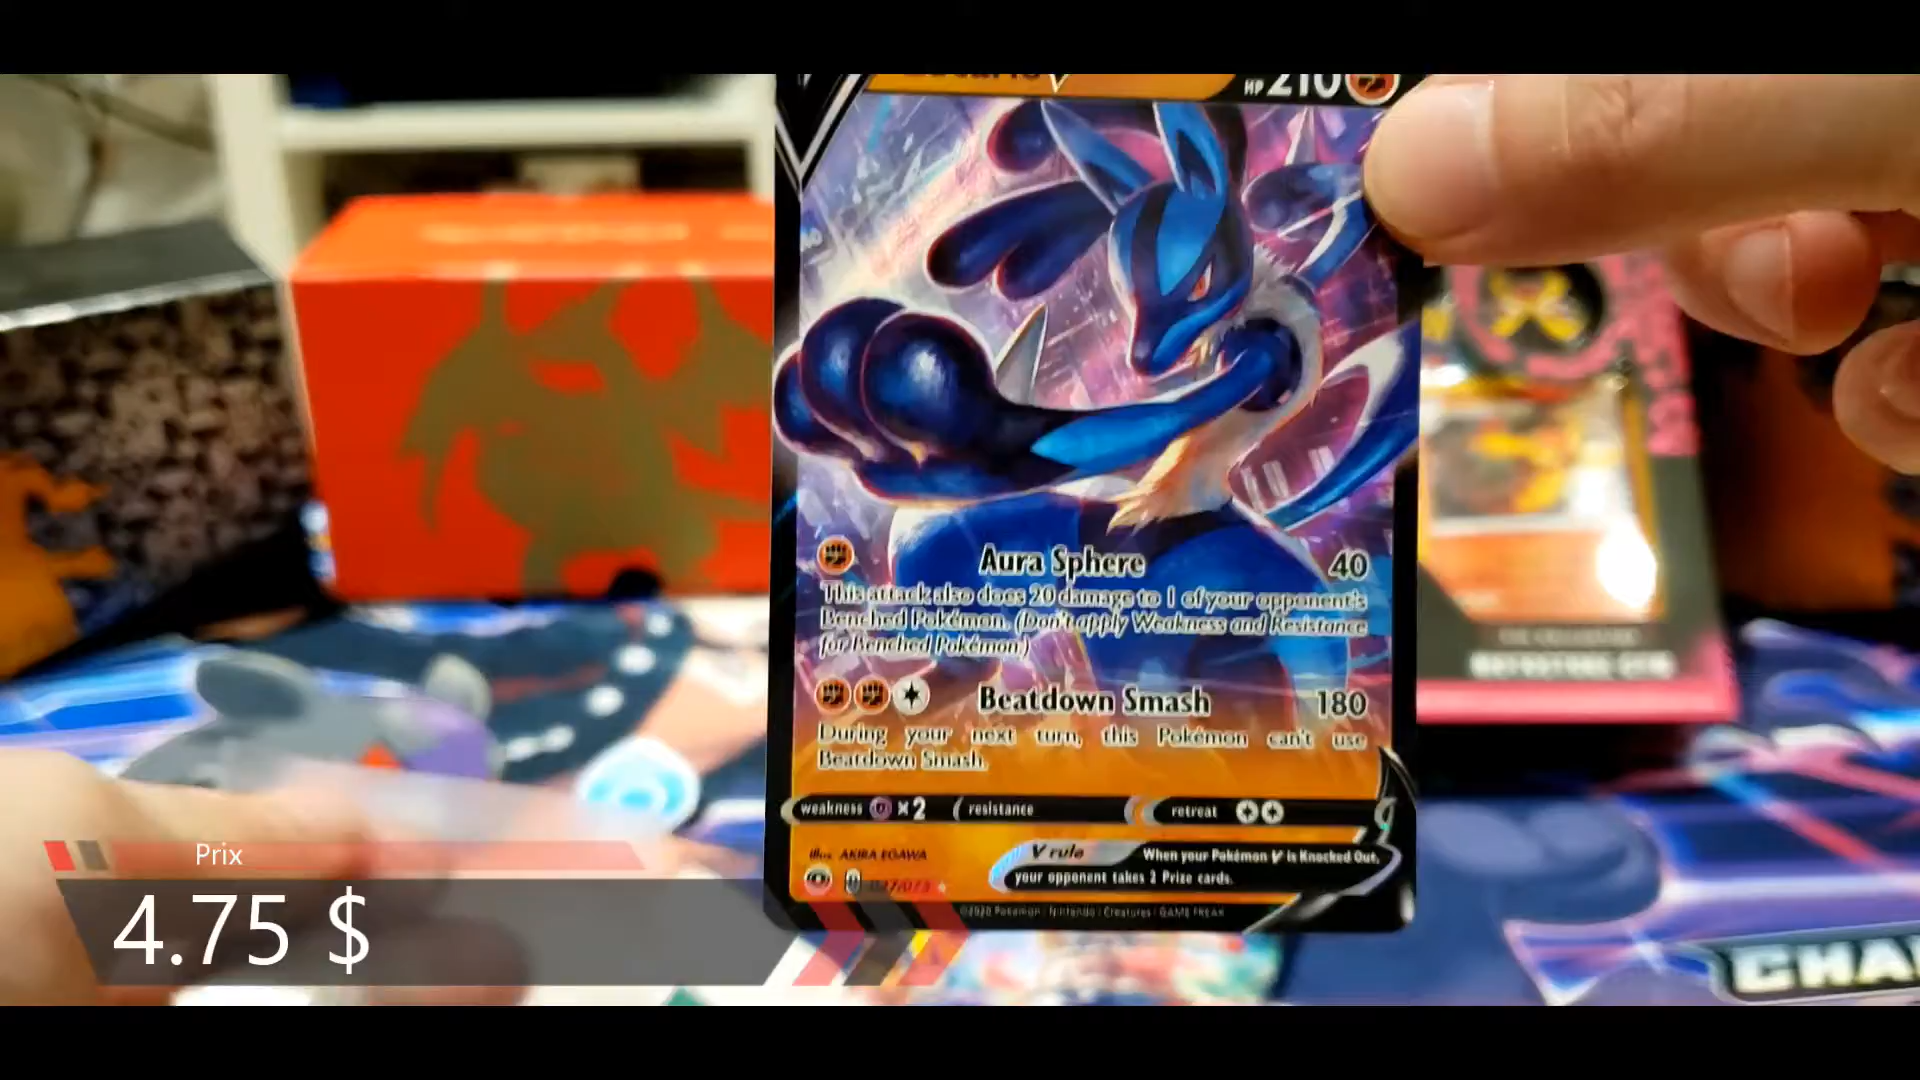 HP 210
Aura Sphere 40
This attack also does 20 damage to 1 of your opponent's
Benched Pokémon. (Don't apply Weakness and Resistance
for Benched Pokémon.)
Beatdown Smash 180
During your next turn, this Pokémon can't use
Beatdown Smash.
weakness ×2 resistance retreat
Illus. AKIRA EGAWA
V rule When your Pokémon V is Knocked Out,
your opponent takes 2 Prize cards.
027/073
©2020 Pokémon / Nintendo / Creatures / GAME FREAK
Prix
4.75 $
CHA